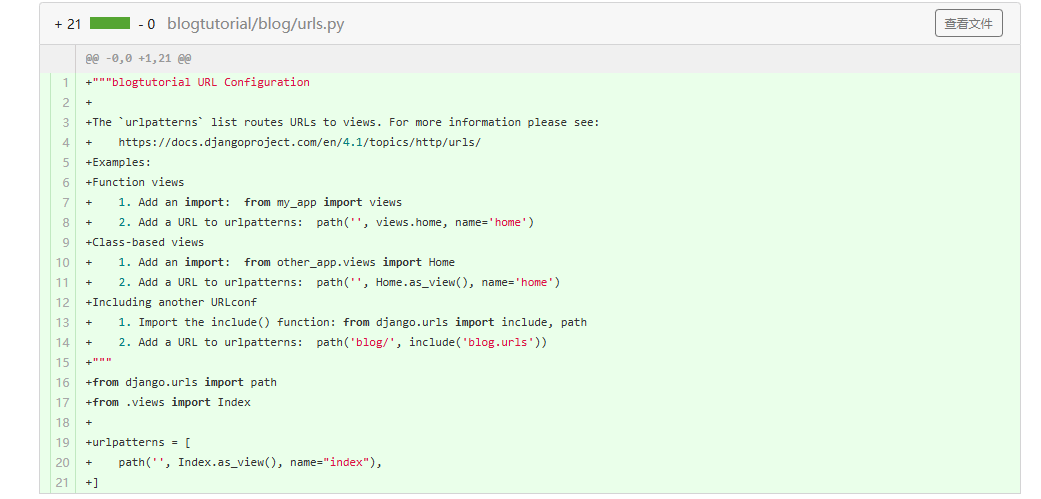 + 21 - 0 blogtutorial/blog/urls.py 查看文件
@@ -0,0 +1,21 @@
1 +"""blogtutorial URL Configuration
2 +
3 +The `urlpatterns` list routes URLs to views. For more information please see:
4 +    https://docs.djangoproject.com/en/4.1/topics/http/urls/
5 +Examples:
6 +Function views
7 +    1. Add an import:  from my_app import views
8 +    2. Add a URL to urlpatterns:  path('', views.home, name='home')
9 +Class-based views
10 +    1. Add an import:  from other_app.views import Home
11 +    2. Add a URL to urlpatterns:  path('', Home.as_view(), name='home')
12 +Including another URLconf
13 +    1. Import the include() function: from django.urls import include, path
14 +    2. Add a URL to urlpatterns:  path('blog/', include('blog.urls'))
15 +"""
16 +from django.urls import path
17 +from .views import Index
18 +
19 +urlpatterns = [
20 +    path('', Index.as_view(), name="index"),
21 +]